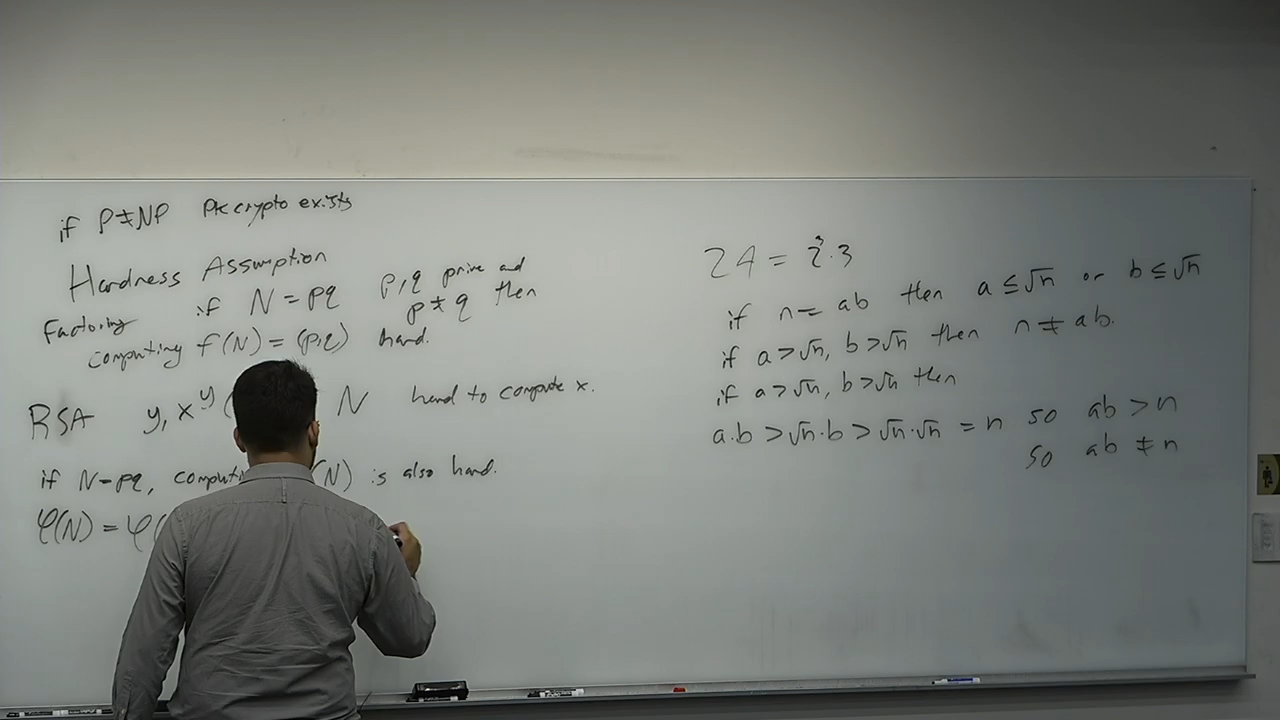 if P≠NP PK crypto exists
Hardness Assumption
Factoring if N = pq p,q prime and
p ≠ q then
computing f(N) = (p,q) hard.
RSA y, x^y ( N hard to compute x.
if N=pq, computi (N) is also hard.
φ(N) = φ(
24 = 2³·3
if n = ab then a ≤ √n or b ≤ √n
if a > √n, b > √n then n ≠ ab.
if a > √n, b > √n then
a·b > √n·b > √n·√n = n so ab > n
so ab ≠ n